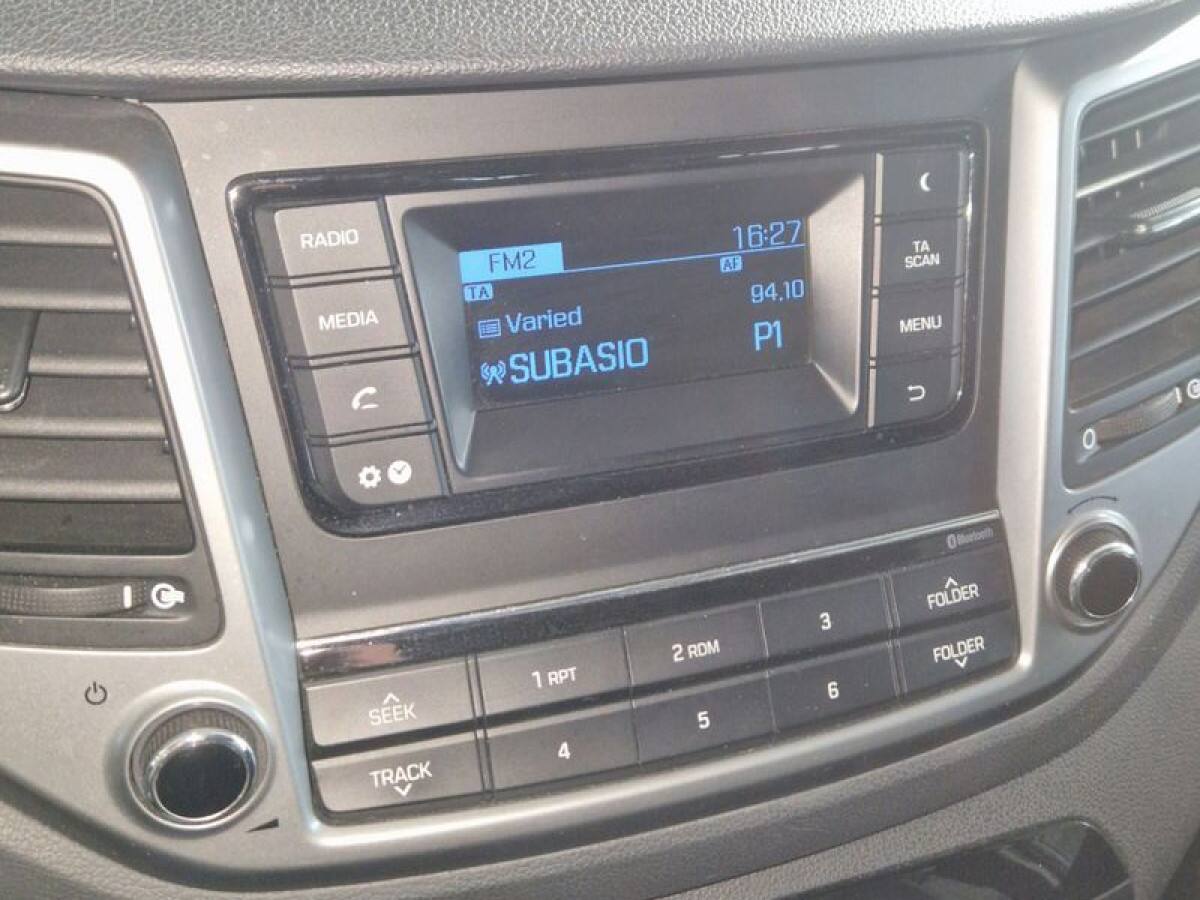 RADIO
MEDIA
FM2
16:27
TA
AF
Varied
94.10
SUBASIO
P1
TA
SCAN
MENU
Bluetooth
SEEK
1 RPT
2 RDM
3
FOLDER
TRACK
4
5
6
FOLDER
0